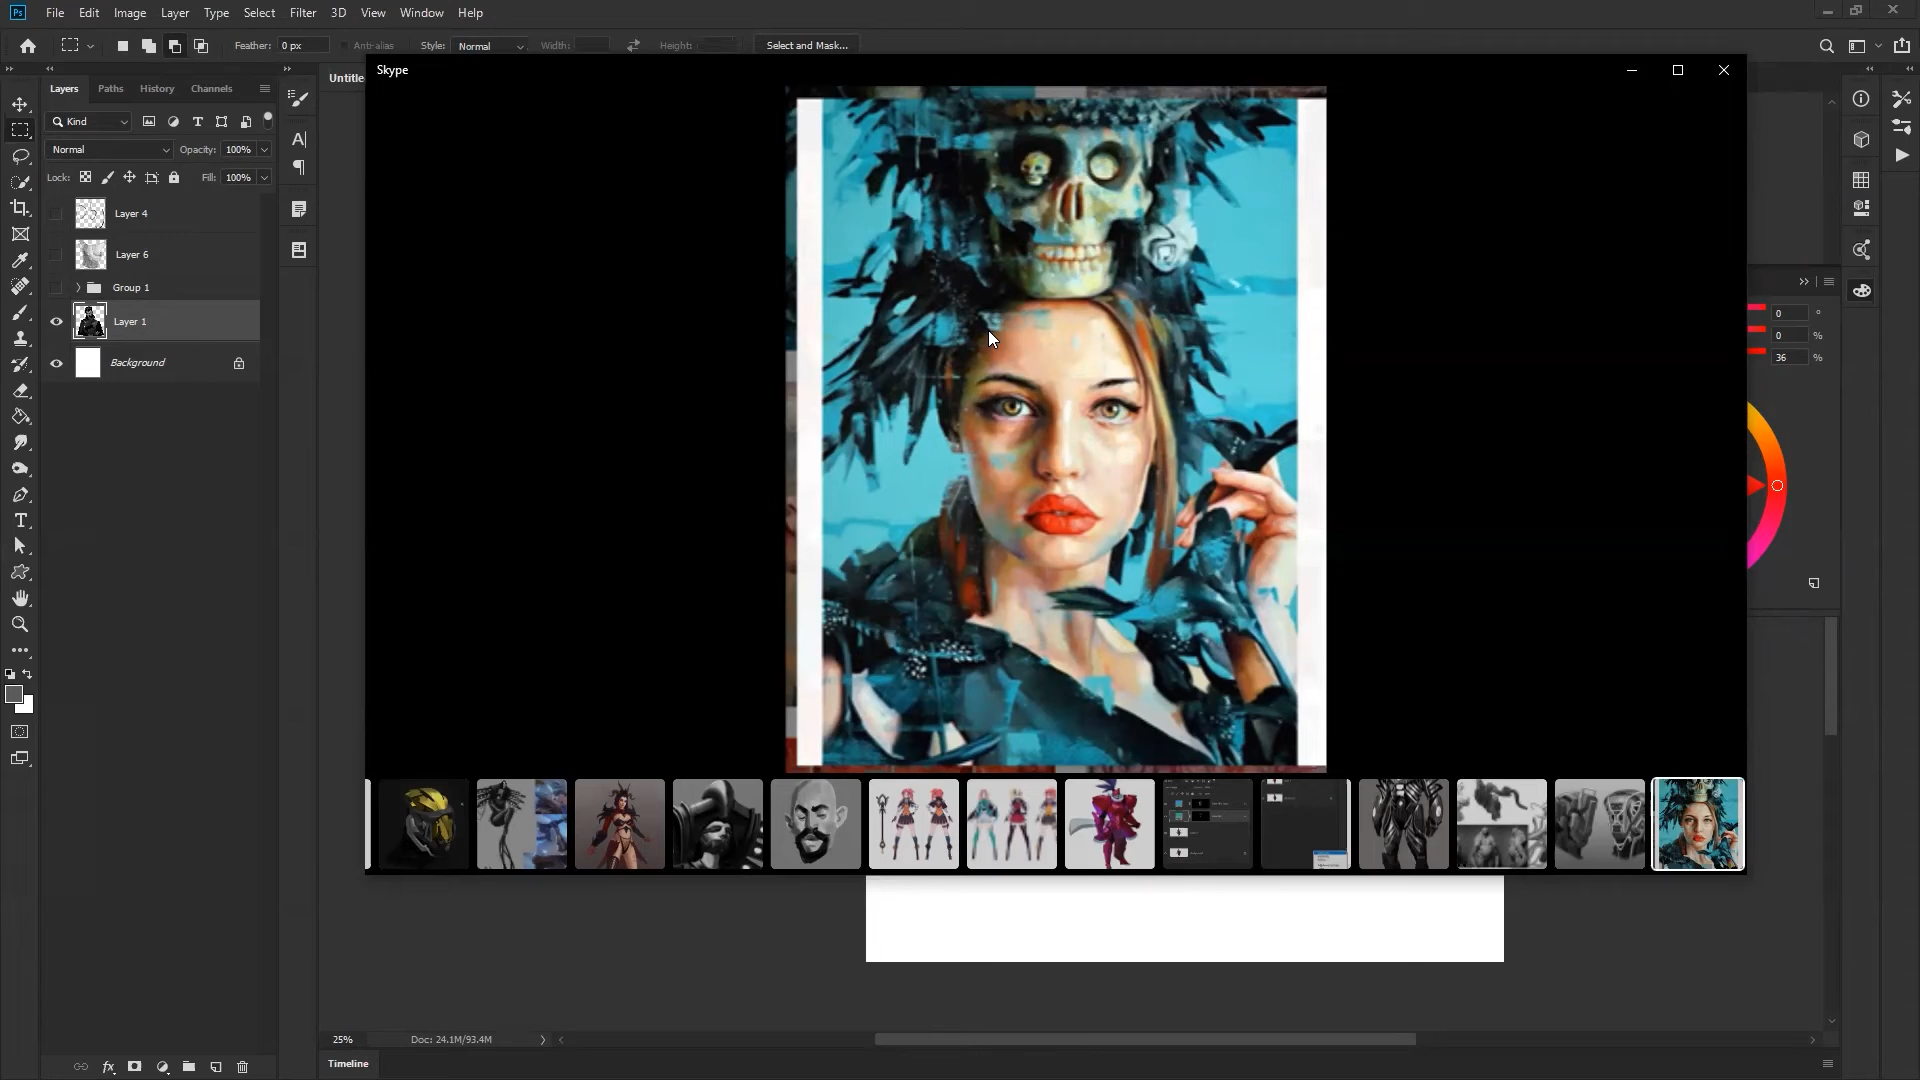 Ps File Edit Image Layer Type Select Filter 3D View Window Help
Feather: 0 px Anti-alias Style: Normal Width: Height: Select and Mask...
Skype
Untitle
Layers Paths History Channels
Kind
Normal Opacity: 100%
Lock: Fill: 100%
Layer 4
Layer 6
Group 1
Layer 1
Background
0 °
0 %
36 %
25% Doc: 24.1M/93.4M
Timeline